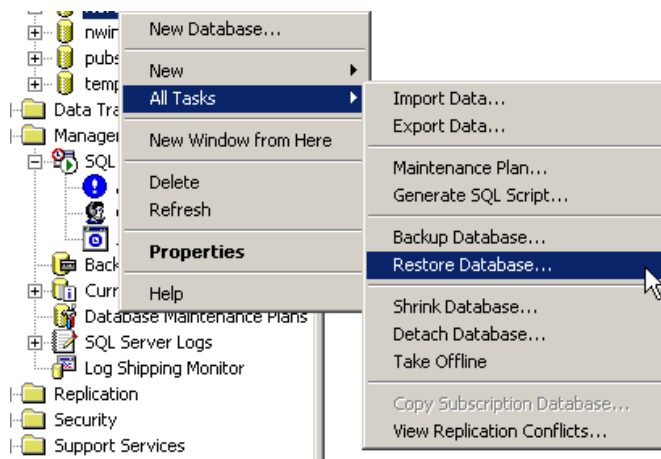 nwin
pubs
temp
Data Tra
Manager
SQL
Back
Curr
Database Maintenance Plans
SQL Server Logs
Log Shipping Monitor
Replication
Security
Support Services
New Database...
New
All Tasks
New Window from Here
Delete
Refresh
Properties
Help
Import Data...
Export Data...
Maintenance Plan...
Generate SQL Script...
Backup Database...
Restore Database...
Shrink Database...
Detach Database...
Take Offline
Copy Subscription Database...
View Replication Conflicts...